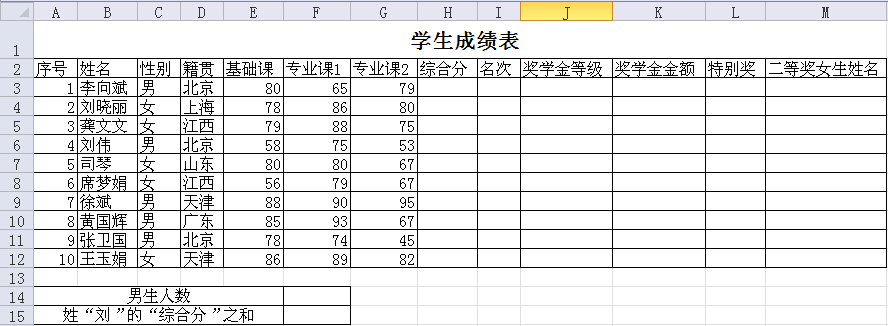 A B C D E F G H I J K L M
1 学生成绩表
2 序号 姓名 性别 籍贯 基础课 专业课1 专业课2 综合分 名次 奖学金等级 奖学金金额 特别奖 二等奖女生姓名
3 1 李向斌 男 北京 80 65 79
4 2 刘晓丽 女 上海 78 86 80
5 3 龚文文 女 江西 79 88 75
6 4 刘伟 男 北京 58 75 53
7 5 司琴 女 山东 80 80 67
8 6 席梦娟 女 江西 56 79 67
9 7 徐斌 男 天津 88 90 95
10 8 黄国辉 男 广东 85 93 67
11 9 张卫国 男 北京 78 74 45
12 10 王玉娟 女 天津 86 89 82
13
14 男生人数
15 姓“刘”的“综合分”之和